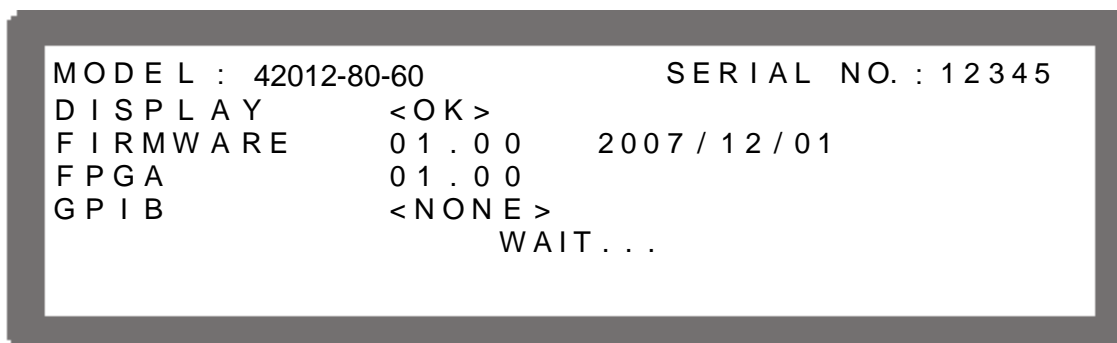 MODEL : 42012-80-60 SERIAL NO. : 12345
DISPLAY <OK>
FIRMWARE 01.00 2007/12/01
FPGA 01.00
GPIB <NONE>
WAIT...